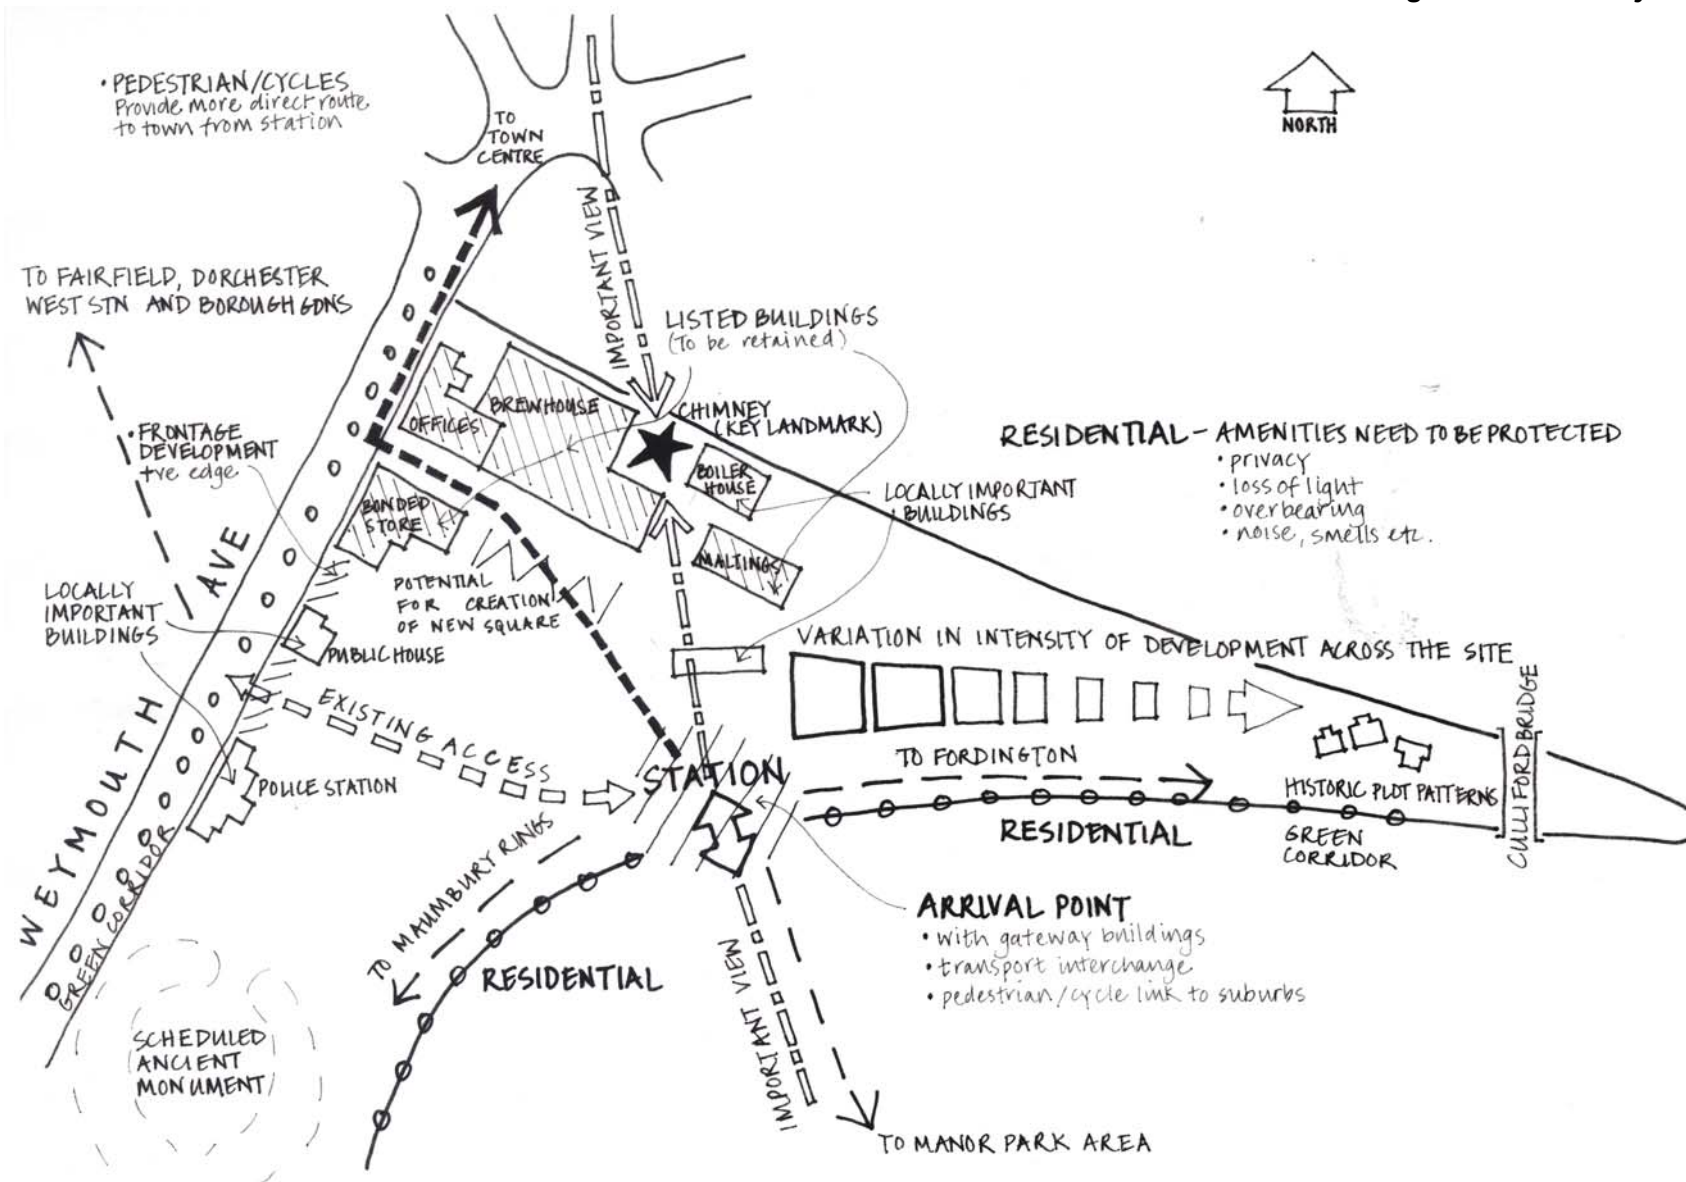 • PEDESTRIAN/CYCLES
Provide more direct route
to town from station
TO
TOWN
CENTRE
NORTH
TO FAIRFIELD, DORCHESTER
WEST STN AND BOROUGH GDNS
IMPORTANT VIEW
LISTED BUILDINGS
(To be retained)
• FRONTAGE
DEVELOPMENT
+ve edge
OFFICES
BREWHOUSE
CHIMNEY
(KEY LANDMARK)
BOILER
HOUSE
BONDED
STORE
MALTINGS
LOCALLY IMPORTANT
BUILDINGS
RESIDENTIAL - AMENITIES NEED TO BE PROTECTED
• privacy
• loss of light
• overbearing
• noise, smells etc.
POTENTIAL
FOR CREATION
OF NEW SQUARE
LOCALLY
IMPORTANT
BUILDINGS
PUBLIC HOUSE
VARIATION IN INTENSITY OF DEVELOPMENT ACROSS THE SITE
EXISTING ACCESS
WEYMOUTH AVE
POLICE STATION
STATION
TO FORDINGTON
HISTORIC PLOT PATTERNS
CULLIFORD BRIDGE
RESIDENTIAL
GREEN
CORRIDOR
GREEN CORRIDOR
TO MAUMBURY RINGS
RESIDENTIAL
ARRIVAL POINT
• with gateway buildings
• transport interchange
• pedestrian/cycle link to suburbs
IMPORTANT VIEW
SCHEDULED
ANCIENT
MONUMENT
TO MANOR PARK AREA